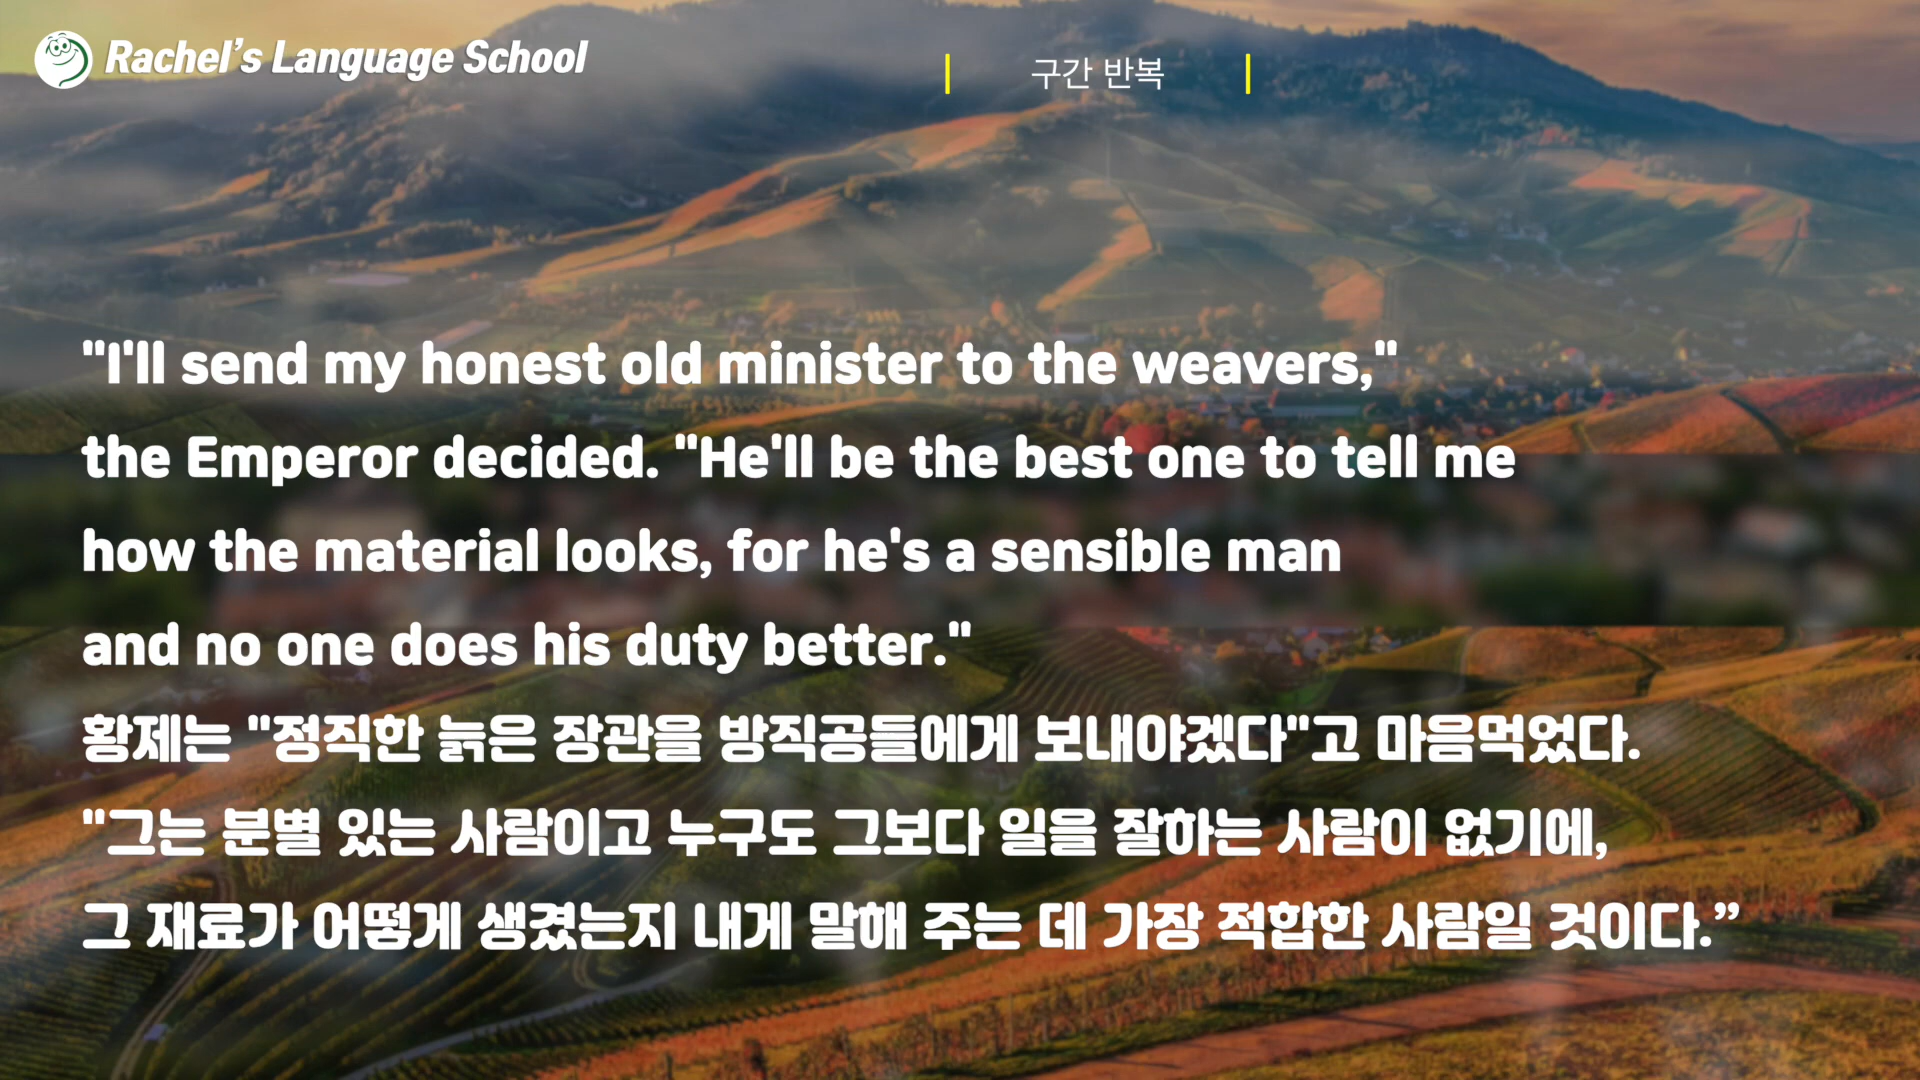 Rachel's Language School
구간 반복
"I'll send my honest old minister to the weavers,"
the Emperor decided. "He'll be the best one to tell me
how the material looks, for he's a sensible man
and no one does his duty better."
황제는 "정직한 늙은 장관을 방직공들에게 보내야겠다"고 마음먹었다.
"그는 분별 있는 사람이고 누구도 그보다 일을 잘하는 사람이 없기에,
그 재료가 어떻게 생겼는지 내게 말해 주는 데 가장 적합한 사람일 것이다.”